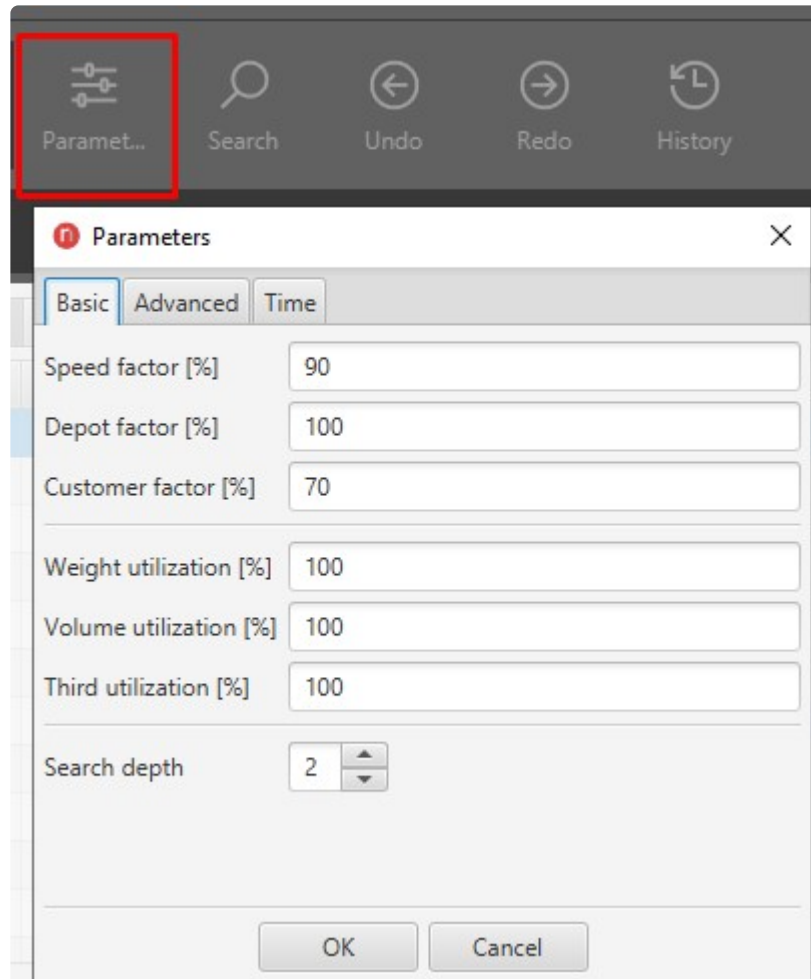 Paramet... Search Undo Redo History
Parameters
Basic Advanced Time
Speed factor [%] 90
Depot factor [%] 100
Customer factor [%] 70
Weight utilization [%] 100
Volume utilization [%] 100
Third utilization [%] 100
Search depth 2
OK Cancel